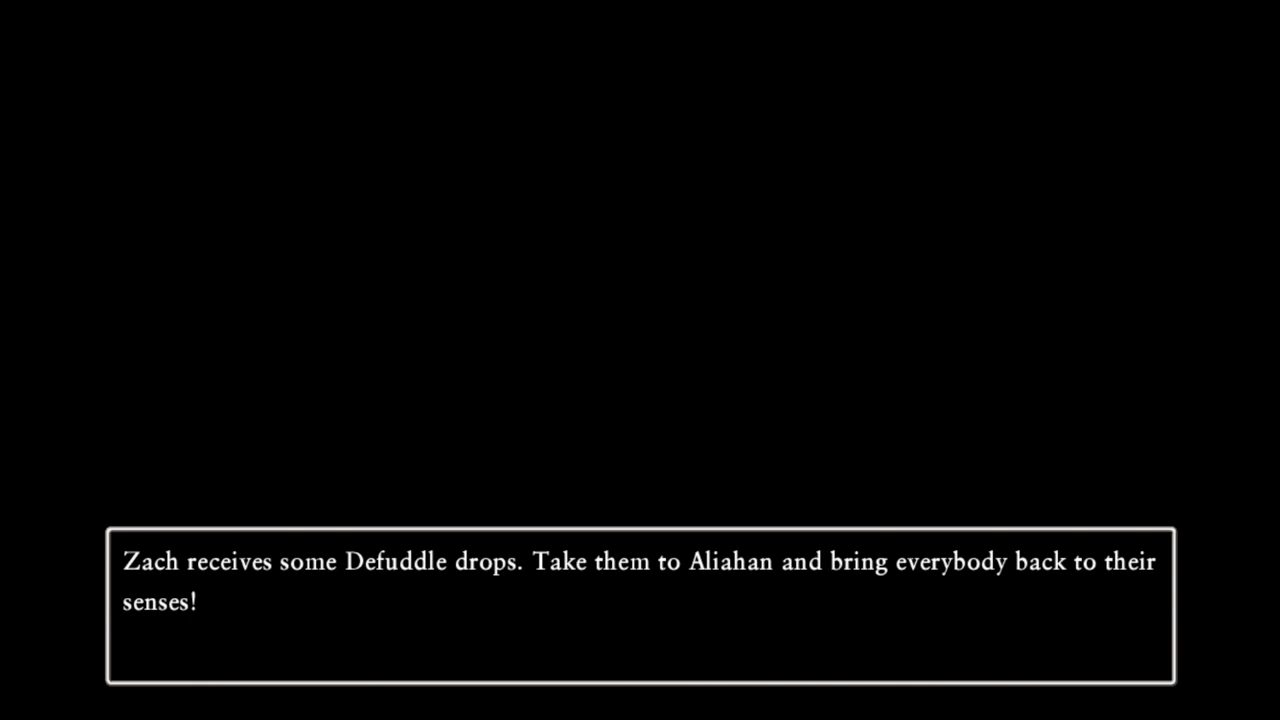 Zach receives some Defuddle drops. Take them to Aliahan and bring everybody back to their
senses!